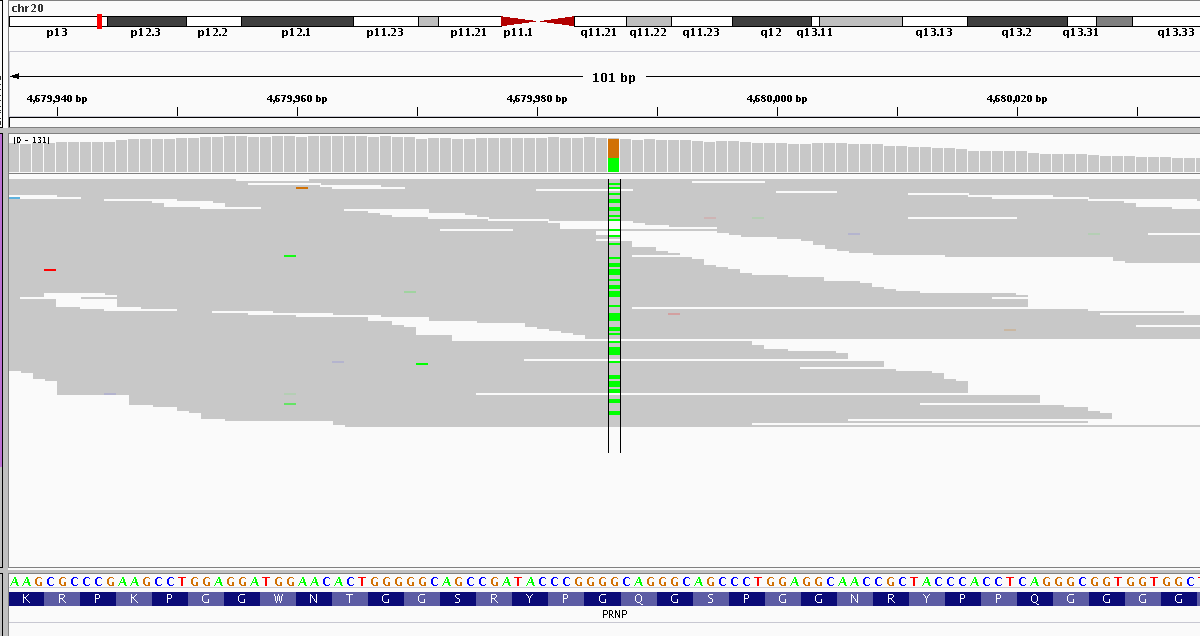 chr20
p13 p12.3 p12.2 p12.1 p11.23 p11.21 p11.1 q11.21 q11.22 q11.23 q12 q13.11 q13.13 q13.2 q13.31 q13.33
101 bp
4,679,940 bp 4,679,960 bp 4,679,980 bp 4,680,000 bp 4,680,020 bp
[0 - 131]
AAGCGCCCGAAGCCTGGAGGATGGAACACTGGGGGCAGCCGATACCCGGGGCAGGGCAGCCCTGGAGGCAACCGCTACCCACCTCAGGGCGGTGGTGGC
K R P K P G G W N T G G S R Y P G Q G S P G G N R Y P P Q G G G G
PRNP